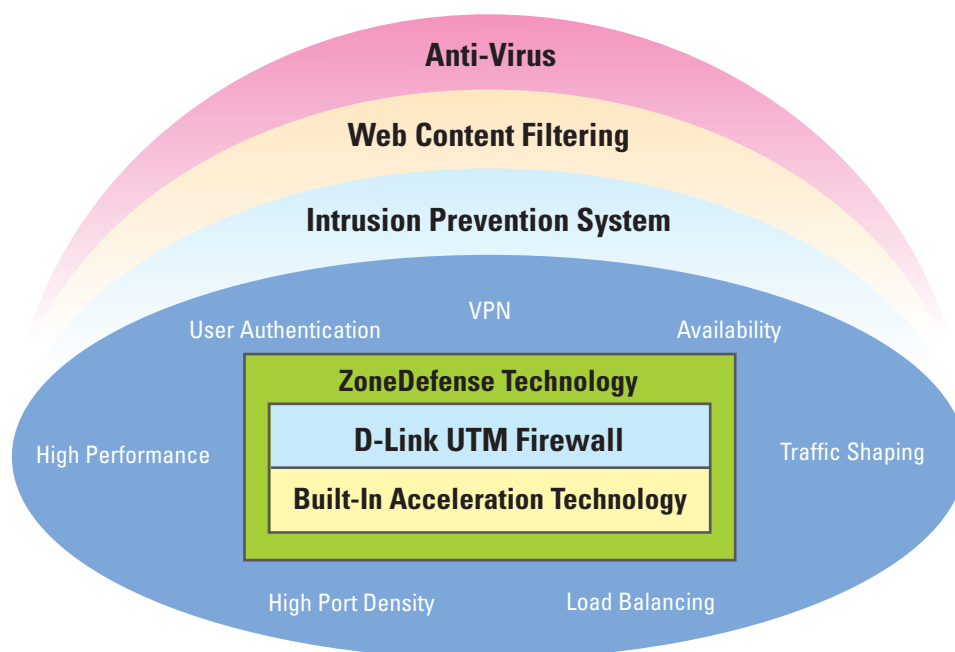 Anti-Virus
Web Content Filtering
Intrusion Prevention System
VPN
User Authentication
Availability
ZoneDefense Technology
D-Link UTM Firewall
High Performance
Traffic Shaping
Built-In Acceleration Technology
High Port Density
Load Balancing